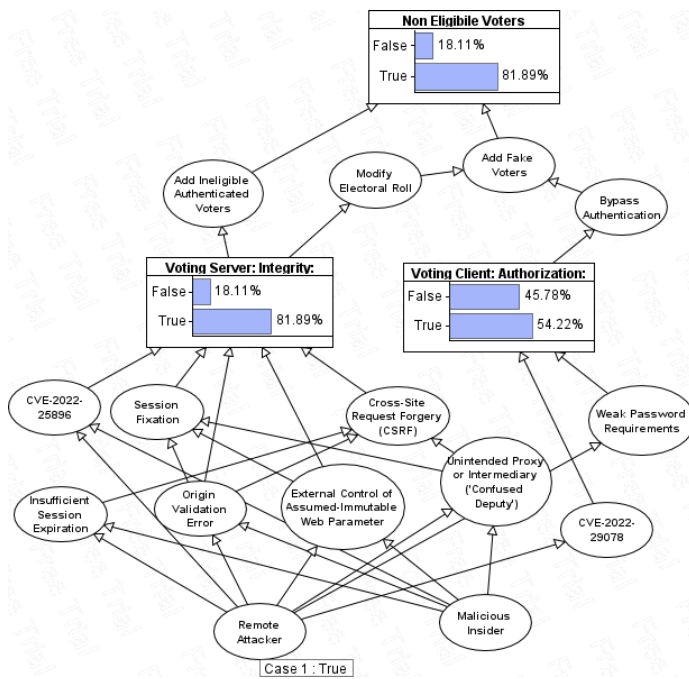 Non Eligibile Voters
False
18.11%
True
81.89%
Add Ineligible
Authenticated
Voters
Modify
Electoral Roll
Add Fake
Voters
Bypass
Authentication
Voting Server: Integrity:
False
18.11%
True
81.89%
Voting Client: Authorization:
False
45.78%
True
54.22%
CVE-2022-
25896
Session
Fixation
Cross-Site
Request Forgery
(CSRF)
Weak Password
Requirements
Insufficient
Session
Expiration
Origin
Validation
Error
External Control of
Assumed-Immutable
Web Parameter
Unintended Proxy
or Intermediary
('Confused
Deputy')
CVE-2022-
29078
Remote
Attacker
Malicious
Insider
Case 1 : True
Free Trial